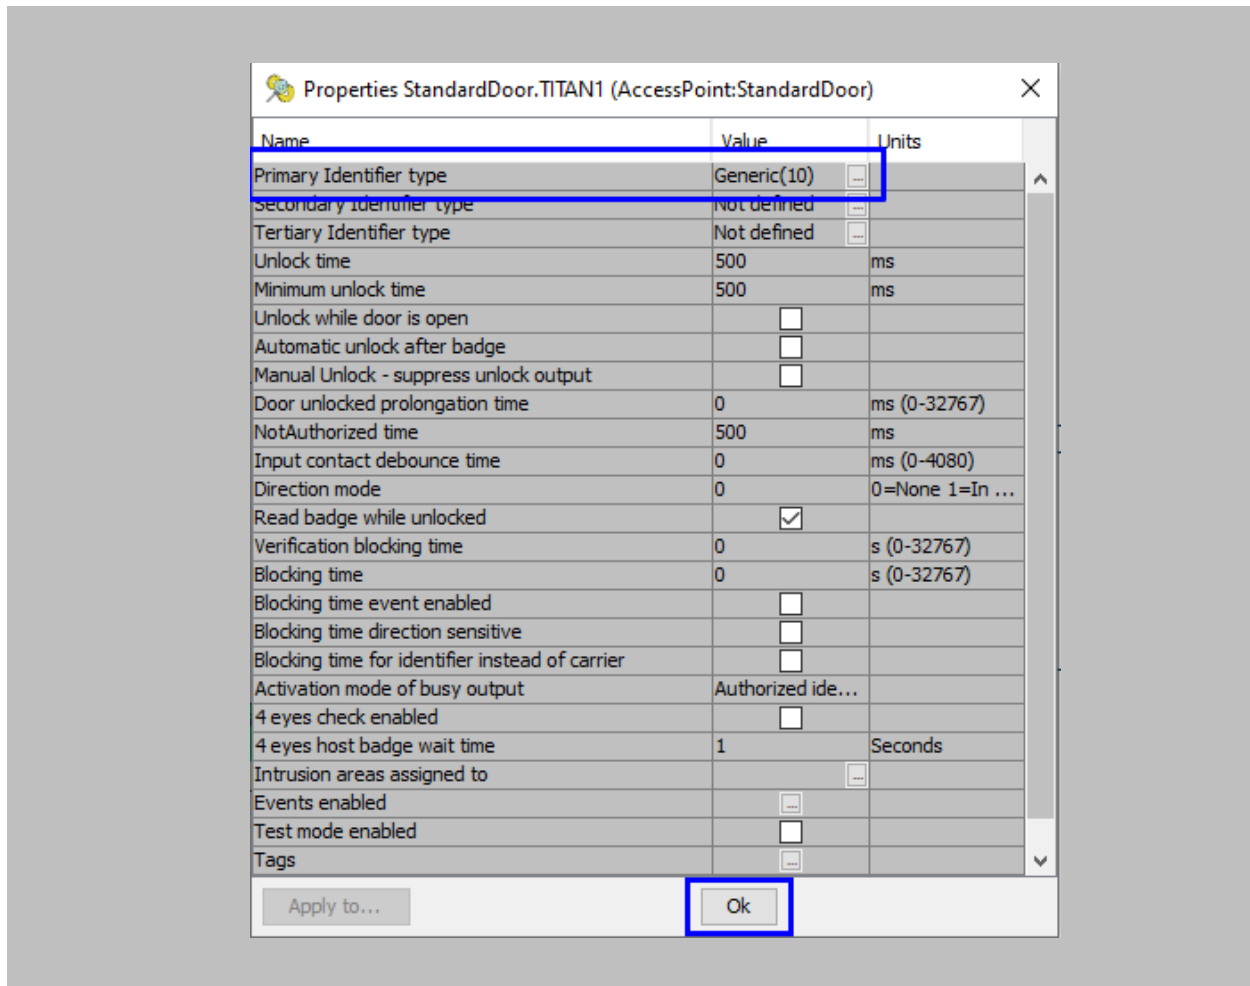 Properties StandardDoor.TITAN1 (AccessPoint:StandardDoor)
Name Value Units
Primary Identifier type Generic(10) ...
Secondary Identifier type Not defined ...
Tertiary Identifier type Not defined ...
Unlock time 500 ms
Minimum unlock time 500 ms
Unlock while door is open
Automatic unlock after badge
Manual Unlock - suppress unlock output
Door unlocked prolongation time 0 ms (0-32767)
NotAuthorized time 500 ms
Input contact debounce time 0 ms (0-4080)
Direction mode 0 0=None 1=In ...
Read badge while unlocked
Verification blocking time 0 s (0-32767)
Blocking time 0 s (0-32767)
Blocking time event enabled
Blocking time direction sensitive
Blocking time for identifier instead of carrier
Activation mode of busy output Authorized ide...
4 eyes check enabled
4 eyes host badge wait time 1 Seconds
Intrusion areas assigned to ...
Events enabled ...
Test mode enabled
Tags ...
Apply to... Ok